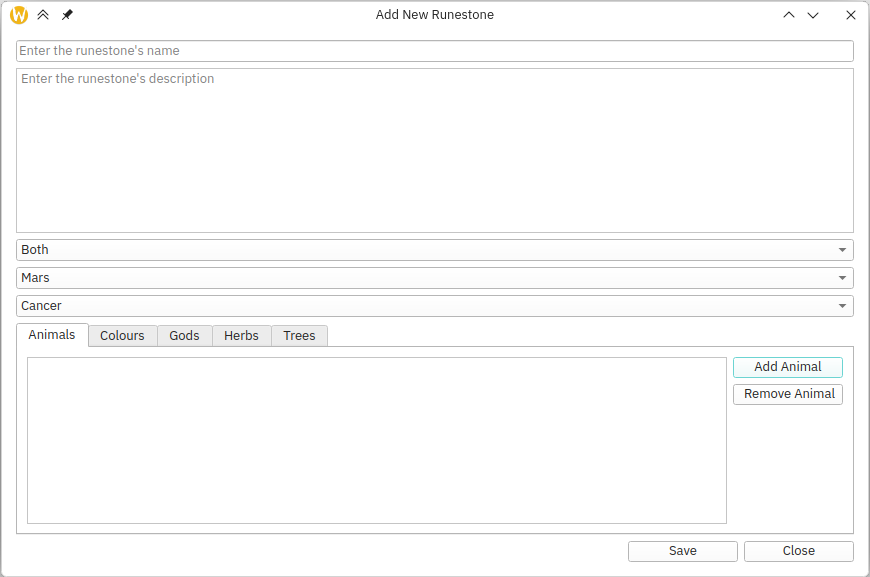 W
Add New Runestone
Enter the runestone's name
Enter the runestone's description
Both
Mars
Cancer
Animals Colours Gods Herbs Trees
Add Animal
Remove Animal
Save Close